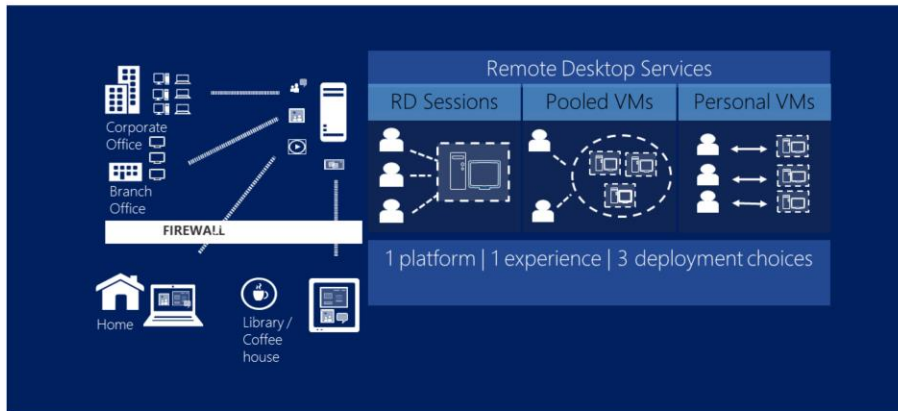 Corporate
Office
Branch
Office
FIREWALL
Home
Library /
Coffee
house
Remote Desktop Services
RD Sessions
Pooled VMs
Personal VMs
1 platform | 1 experience | 3 deployment choices